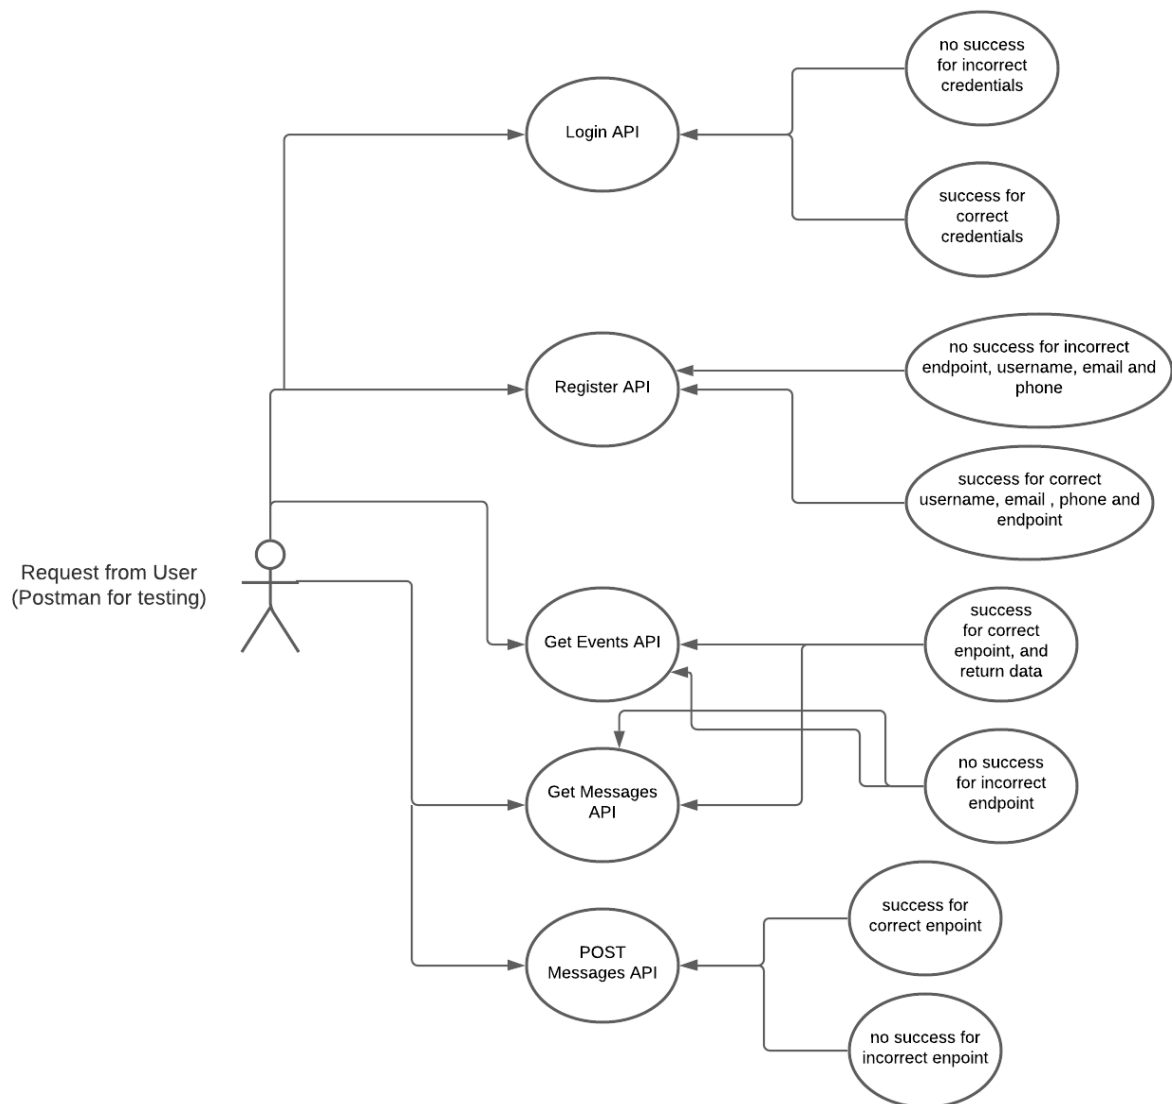 no success
for incorrect
credentials
Login API
success for
correct
credentials
no success for incorrect
endpoint, username, email and
phone
Register API
success for correct
username, email , phone and
endpoint
Request from User
(Postman for testing)
Get Events API
success
for correct
enpoint, and
return data
no success
for incorrect
endpoint
Get Messages
API
success for
correct enpoint
POST
Messages API
no success for
incorrect enpoint